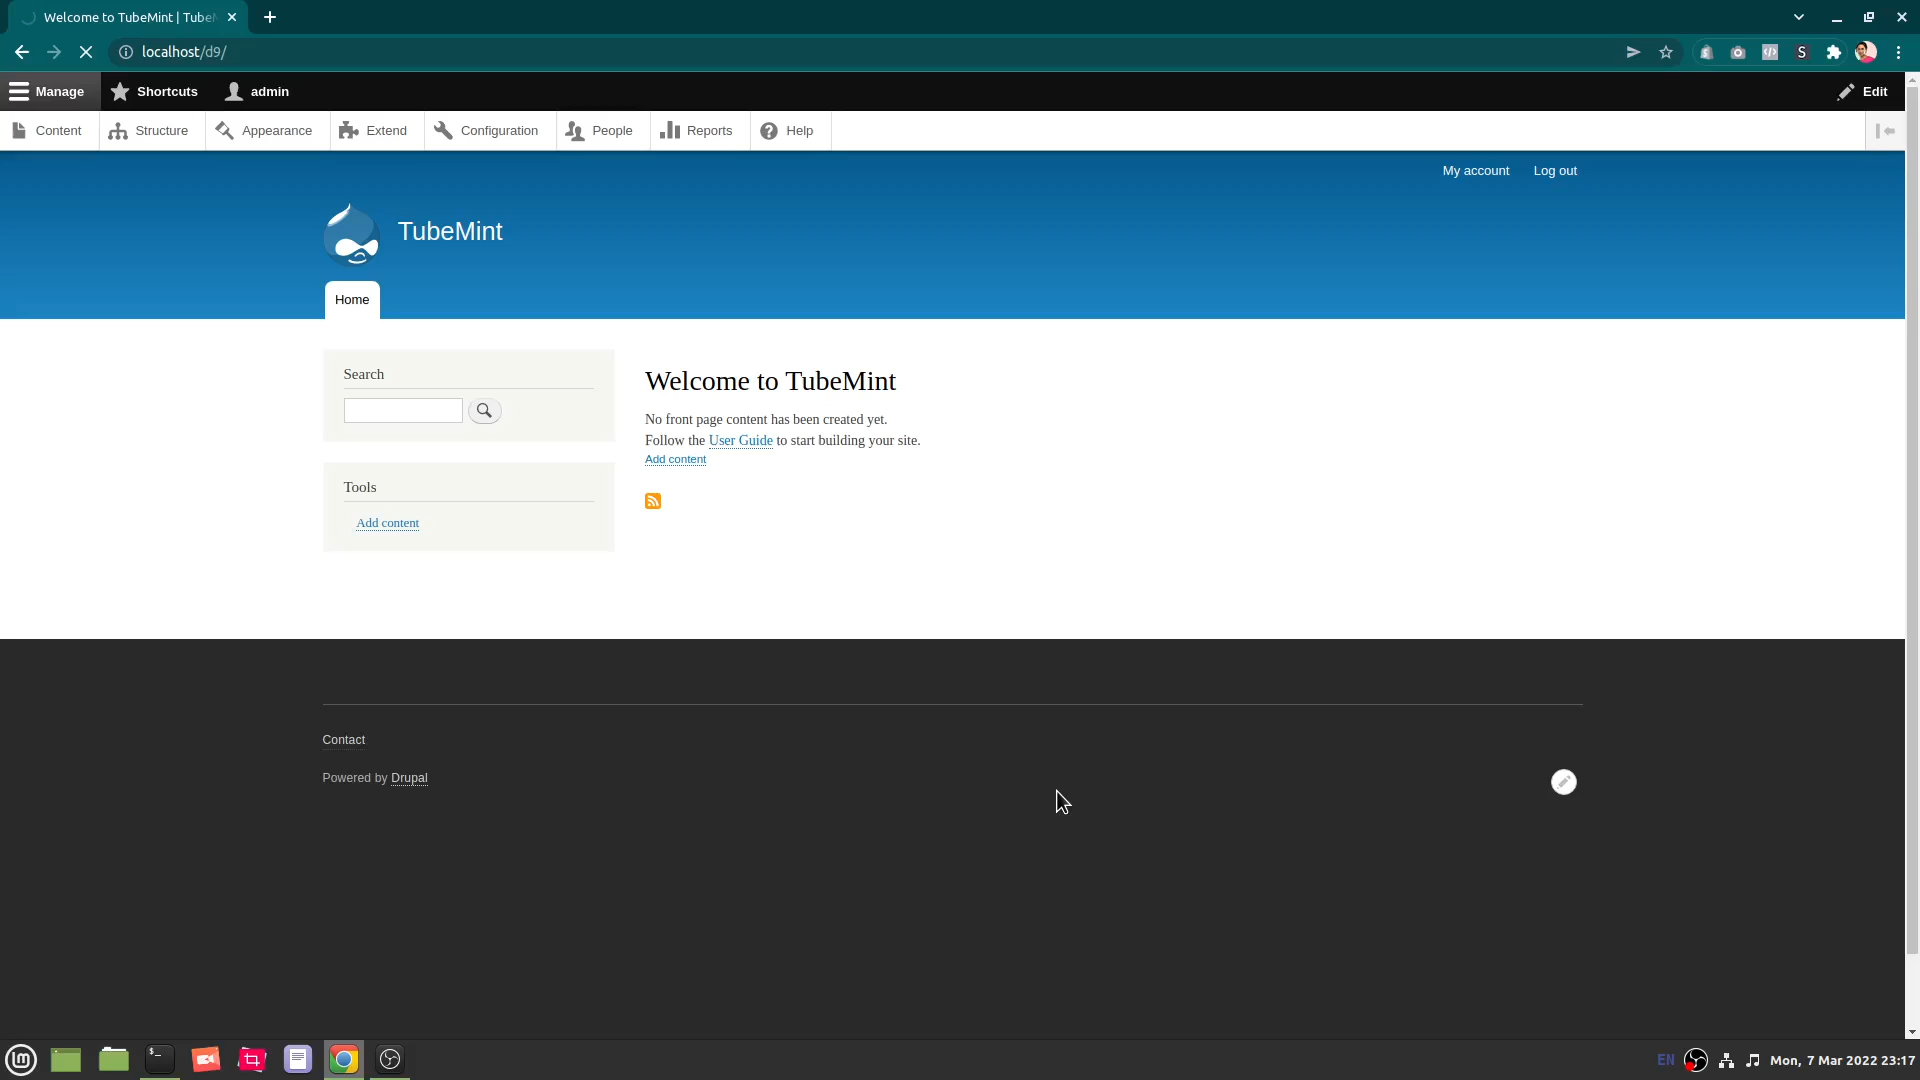 Welcome to TubeMint | TubeM
localhost/d9/
S
Manage
Shortcuts
admin
Edit
Content
Structure
Appearance
Extend
Configuration
People
Reports
Help
My account
Log out
TubeMint
Home
Search
Welcome to TubeMint
No front page content has been created yet.
Follow the User Guide to start building your site.
Add content
Tools
Add content
Contact
Powered by Drupal
EN
Mon, 7 Mar 2022 23:17